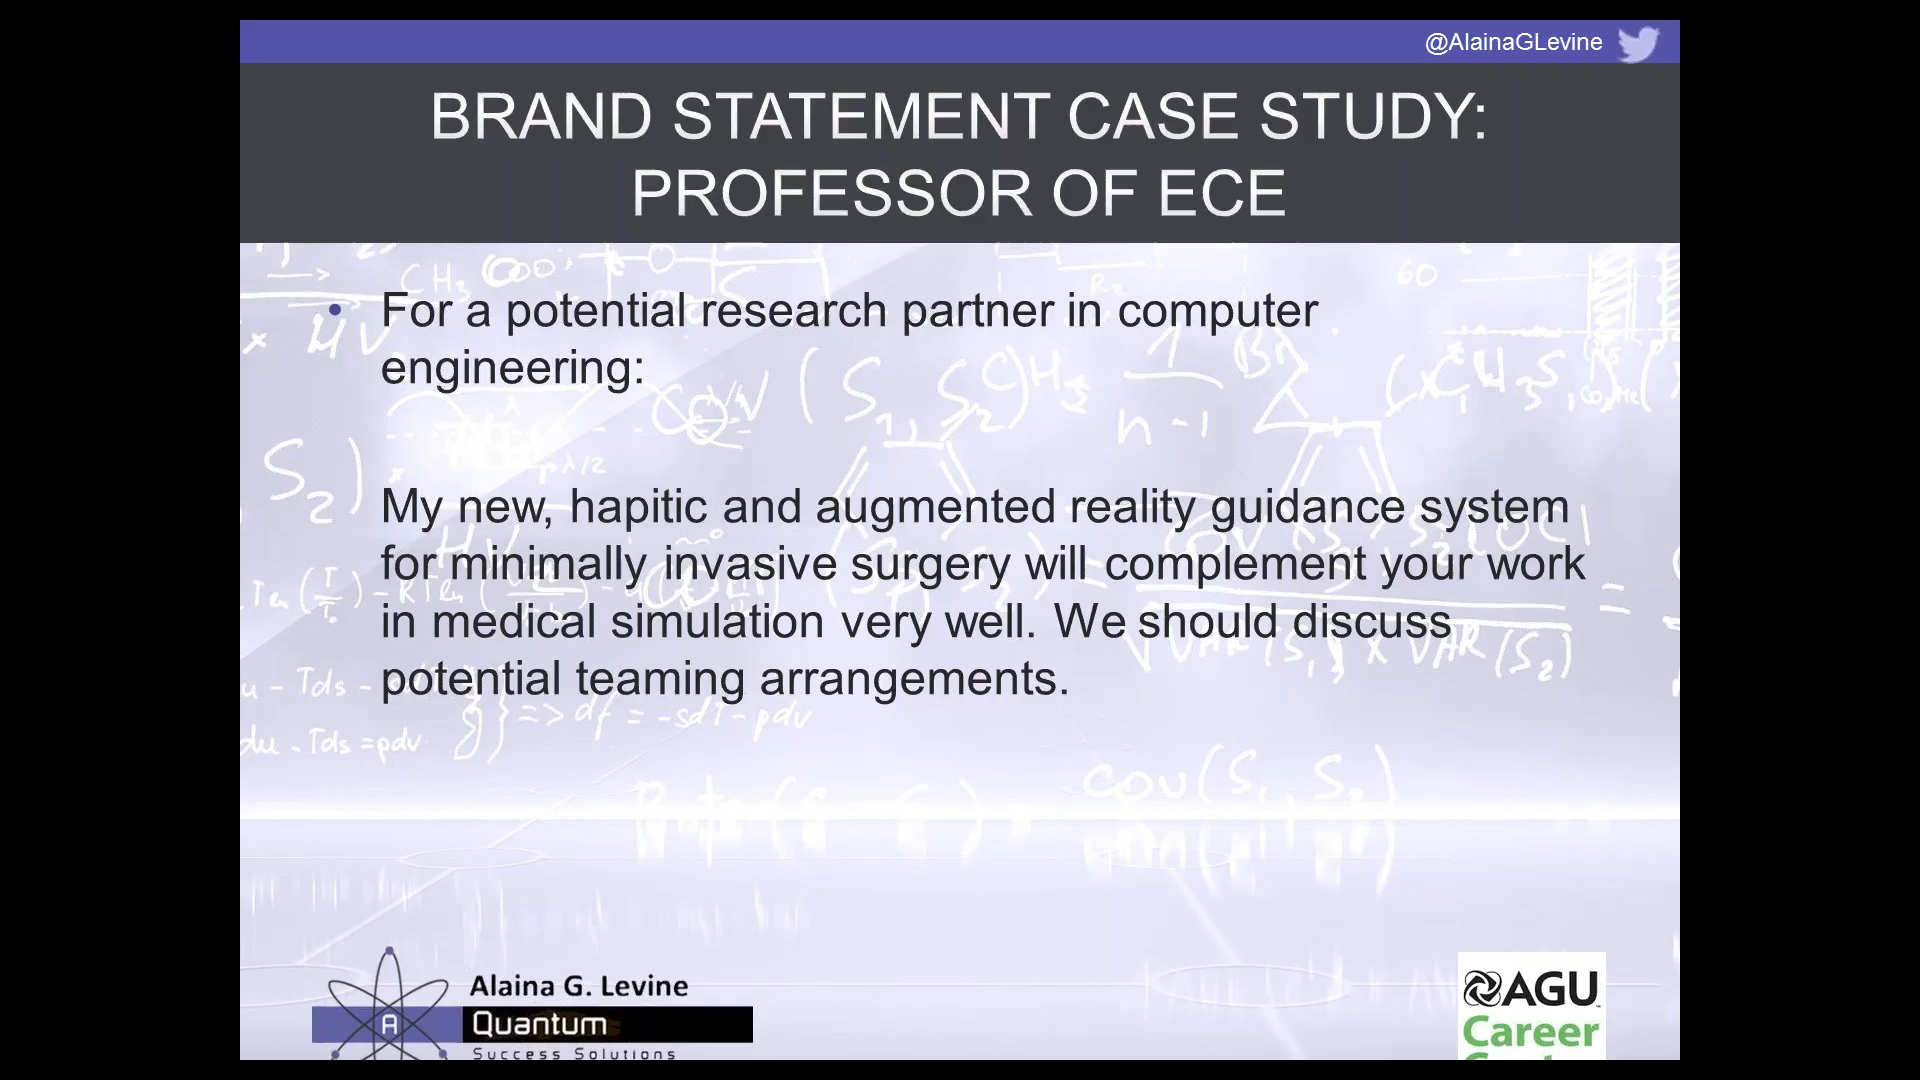 @AlainaGLevine
BRAND STATEMENT CASE STUDY:
PROFESSOR OF ECE
• For a potential research partner in computer
engineering:
My new, hapitic and augmented reality guidance system
for minimally invasive surgery will complement your work
in medical simulation very well. We should discuss
potential teaming arrangements.
Alaina G. Levine
A Quantum
Success Solutions
AGU
Career